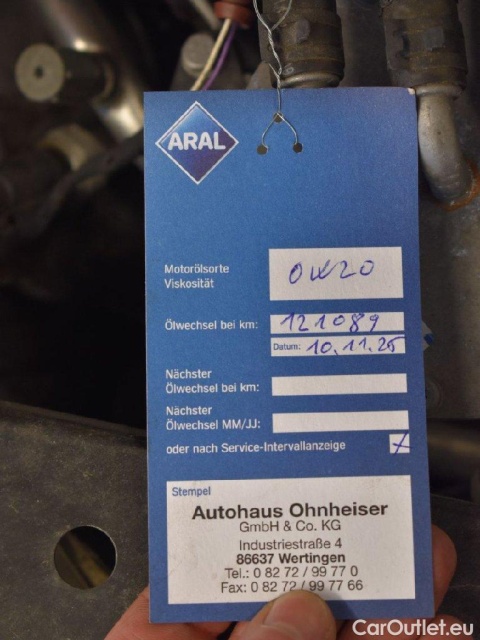 ARAL
Motorölsorte
Viskosität
0W20
Ölwechsel bei km:
121089
Datum: 10.11.25
Nächster
Ölwechsel bei km:
Nächster
Ölwechsel MM/JJ:
oder nach Service-Intervallanzeige
x
Stempel
Autohaus Ohnheiser
GmbH & Co. KG
Industriestraße 4
86637 Wertingen
Tel.: 0 82 72 / 99 77 0
Fax: 0 82 72 / 99 77 66
CarOutlet.eu